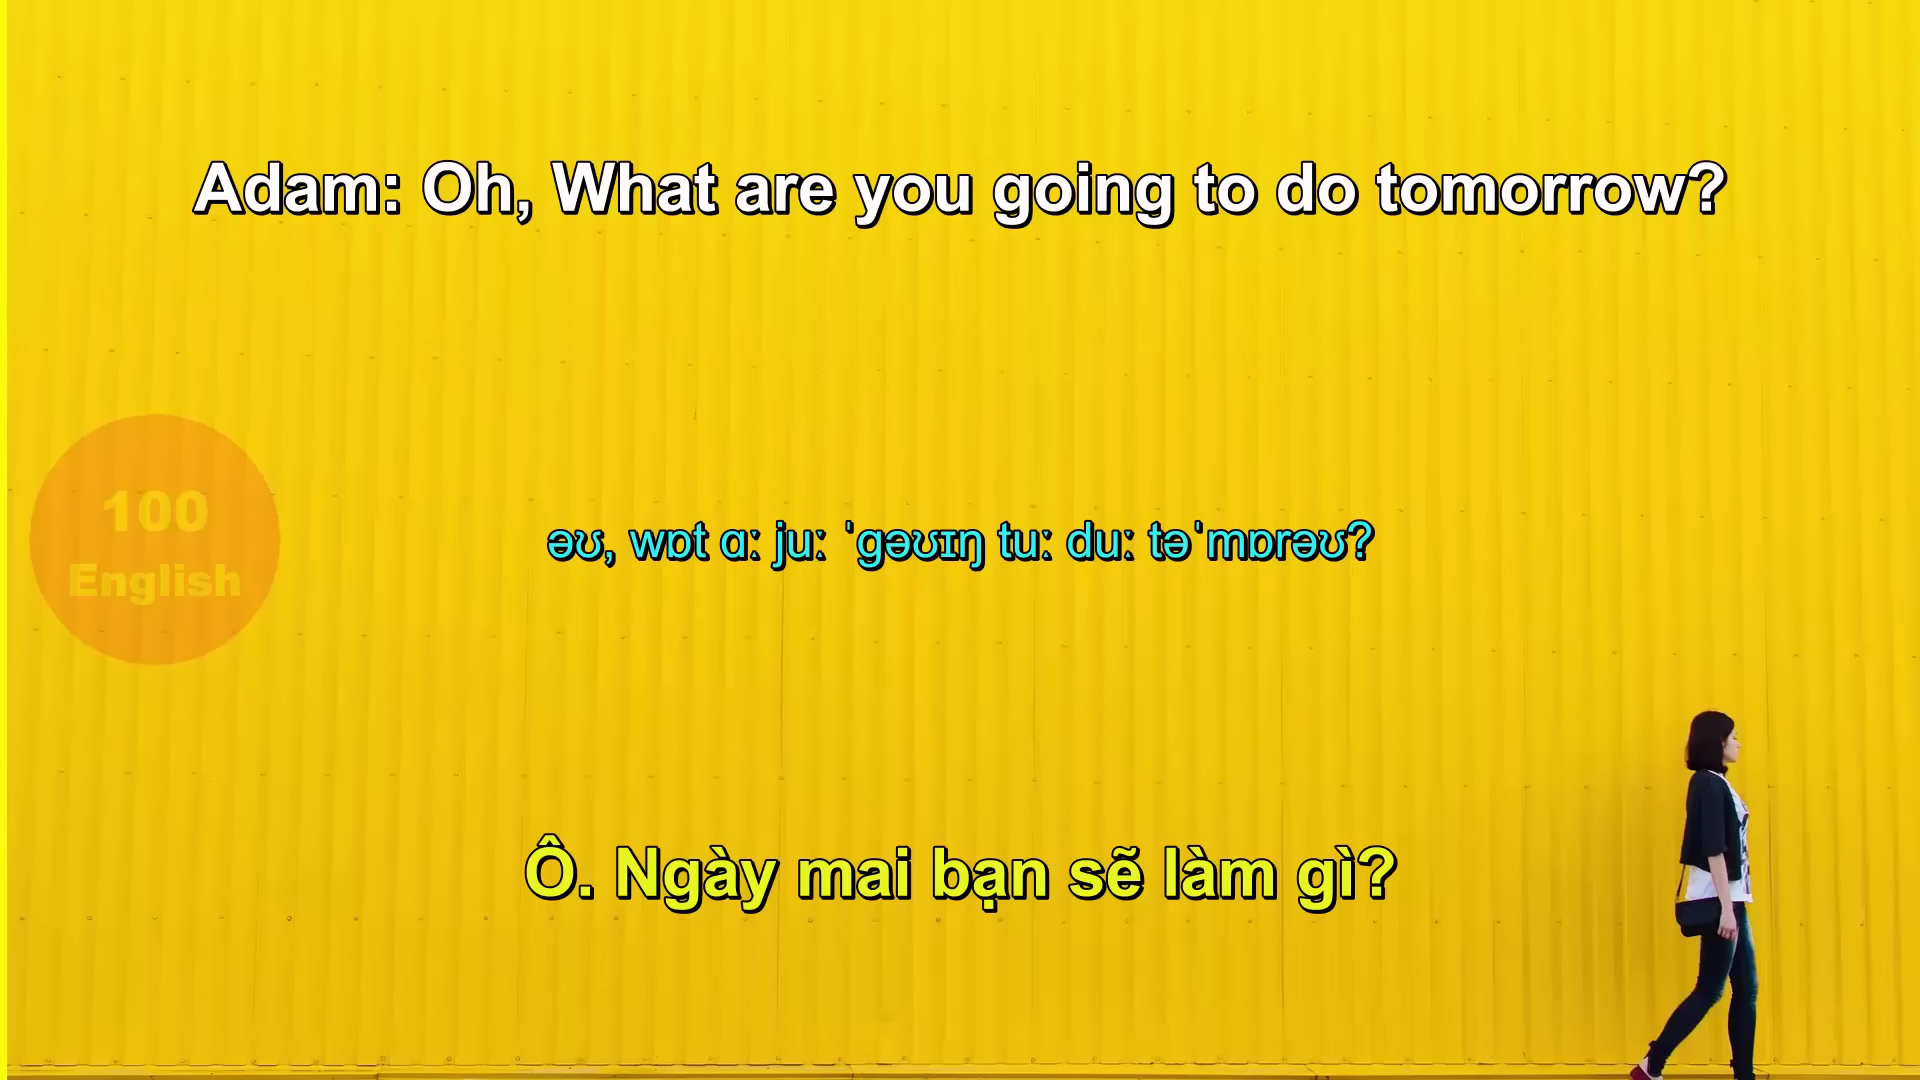 Adam: Oh, What are you going to do tomorrow?
100
English
əʊ, wɒt ɑː juː ˈgəʊɪŋ tuː duː təˈmɒrəʊ?
Ô. Ngày mai bạn sẽ làm gì?